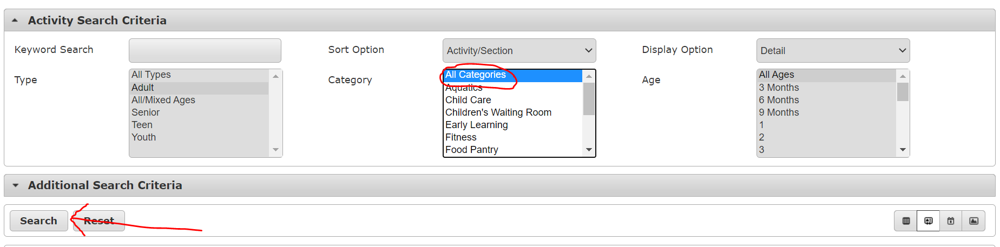 Activity Search Criteria
Keyword Search
Sort Option
Activity/Section
Display Option
Detail
Type
All Types
Adult
All/Mixed Ages
Senior
Teen
Youth
Category
All Categories
Aquatics
Child Care
Children's Waiting Room
Early Learning
Fitness
Food Pantry
Age
All Ages
3 Months
6 Months
9 Months
1
2
3
Additional Search Criteria
Search
Reset